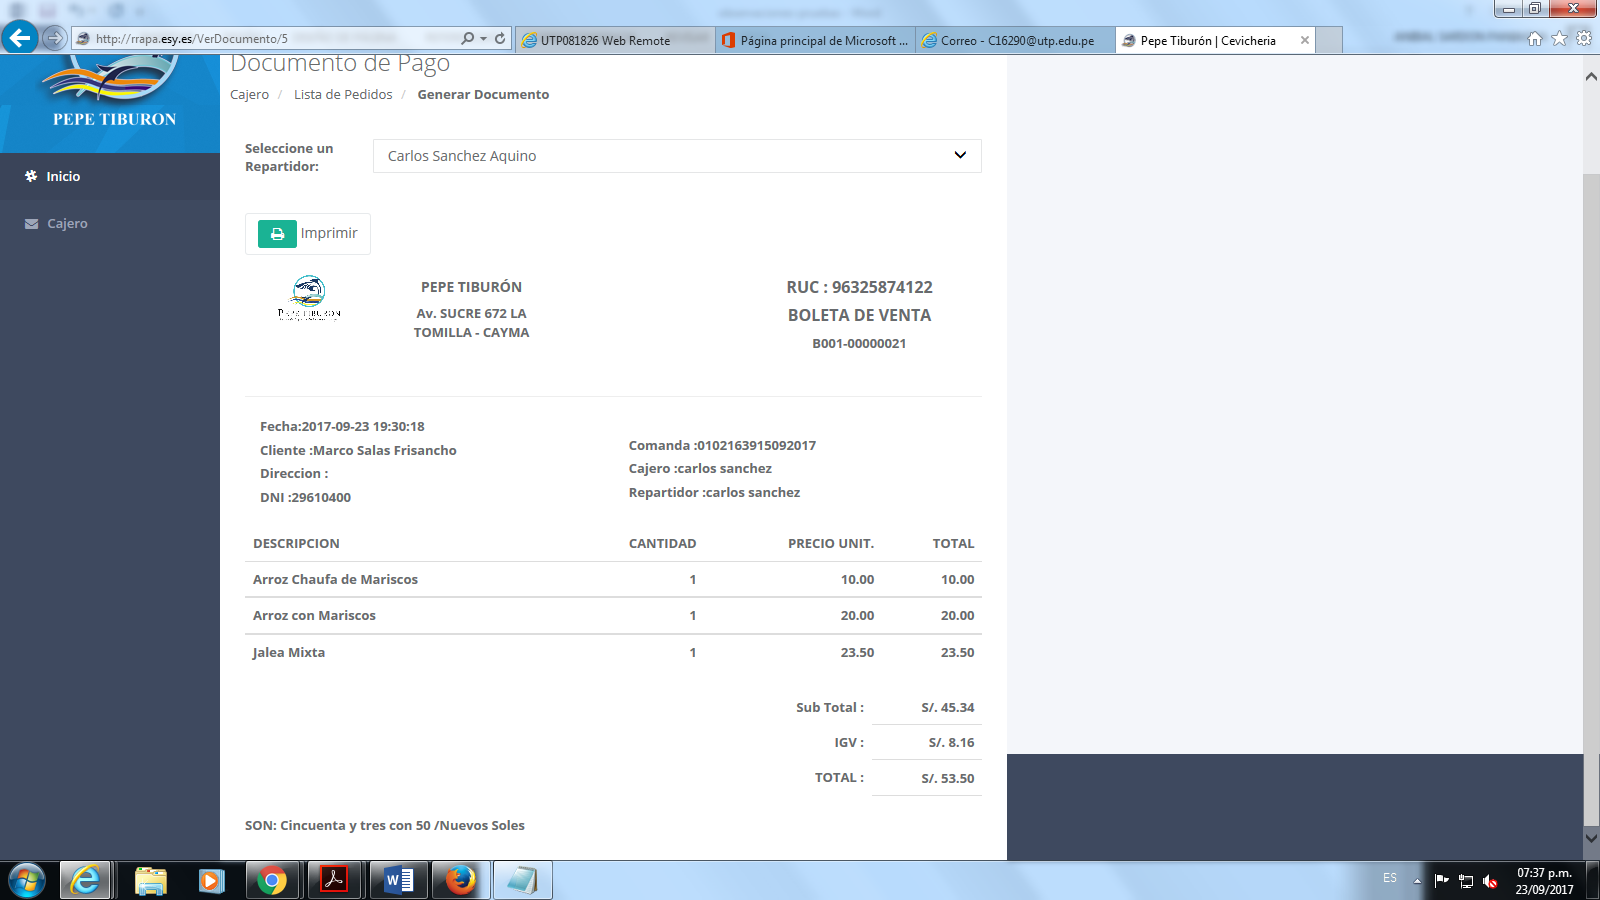 http://rrapa.esy.es/VerDocumento/5
UTP081826 Web Remote
Página principal de Microsoft ...
Correo - C16290@utp.edu.pe
Pepe Tiburón | Cevicheria
PEPE TIBURON
Inicio
Cajero
Documento de Pago
Cajero / Lista de Pedidos / Generar Documento
Seleccione un
Repartidor:
Carlos Sanchez Aquino
Imprimir
PEPE TIBURON
PEPE TIBURÓN
Av. SUCRE 672 LA
TOMILLA - CAYMA
RUC : 96325874122
BOLETA DE VENTA
B001-00000021
Fecha:2017-09-23 19:30:18
Cliente :Marco Salas Frisancho
Direccion :
DNI :29610400
Comanda :0102163915092017
Cajero :carlos sanchez
Repartidor :carlos sanchez
DESCRIPCION CANTIDAD PRECIO UNIT. TOTAL
Arroz Chaufa de Mariscos 1 10.00 10.00
Arroz con Mariscos 1 20.00 20.00
Jalea Mixta 1 23.50 23.50
Sub Total : S/. 45.34
IGV : S/. 8.16
TOTAL : S/. 53.50
SON: Cincuenta y tres con 50 /Nuevos Soles
ES
07:37 p.m.
23/09/2017